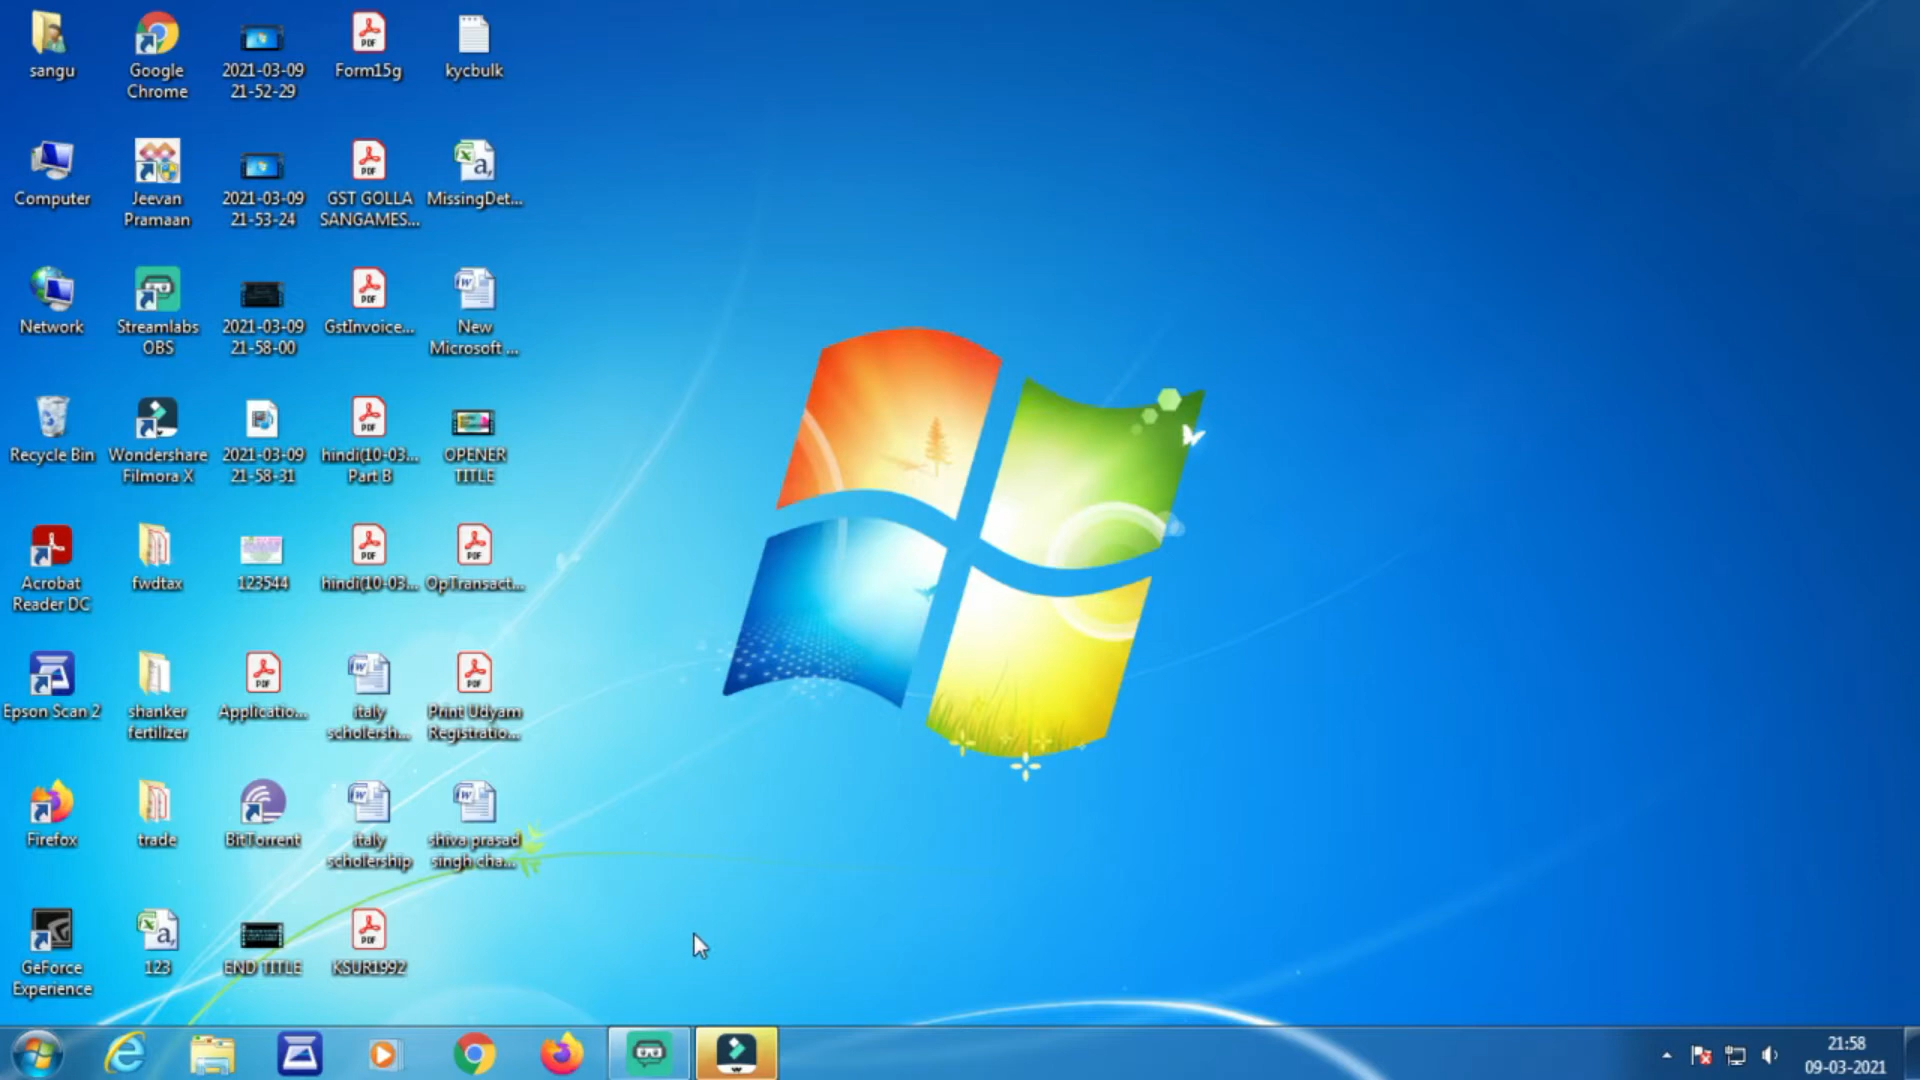 sangu
Google
Chrome
2021-03-09
21-52-29
Form15g
kycbulk
Computer
Jeevan
Pramaan
2021-03-09
21-53-24
GST GOLLA
SANGAMES...
MissingDet...
Network
Streamlabs
OBS
2021-03-09
21-58-00
GstInvoice...
New
Microsoft ...
Recycle Bin
Wondershare
Filmora X
2021-03-09
21-58-31
hindi(10-03...
Part B
OPENER
TITLE
Acrobat
Reader DC
fwdtax
123544
hindi(10-03...
OpTransact...
Epson Scan 2
shanker
fertilizer
Applicatio...
italy
scholersh...
Print Udyam
Registratio...
Firefox
trade
BitTorrent
italy
scholership
shiva prasad
singh cha...
GeForce
Experience
123
END TITLE
KSUR1992
21:58
09-03-2021